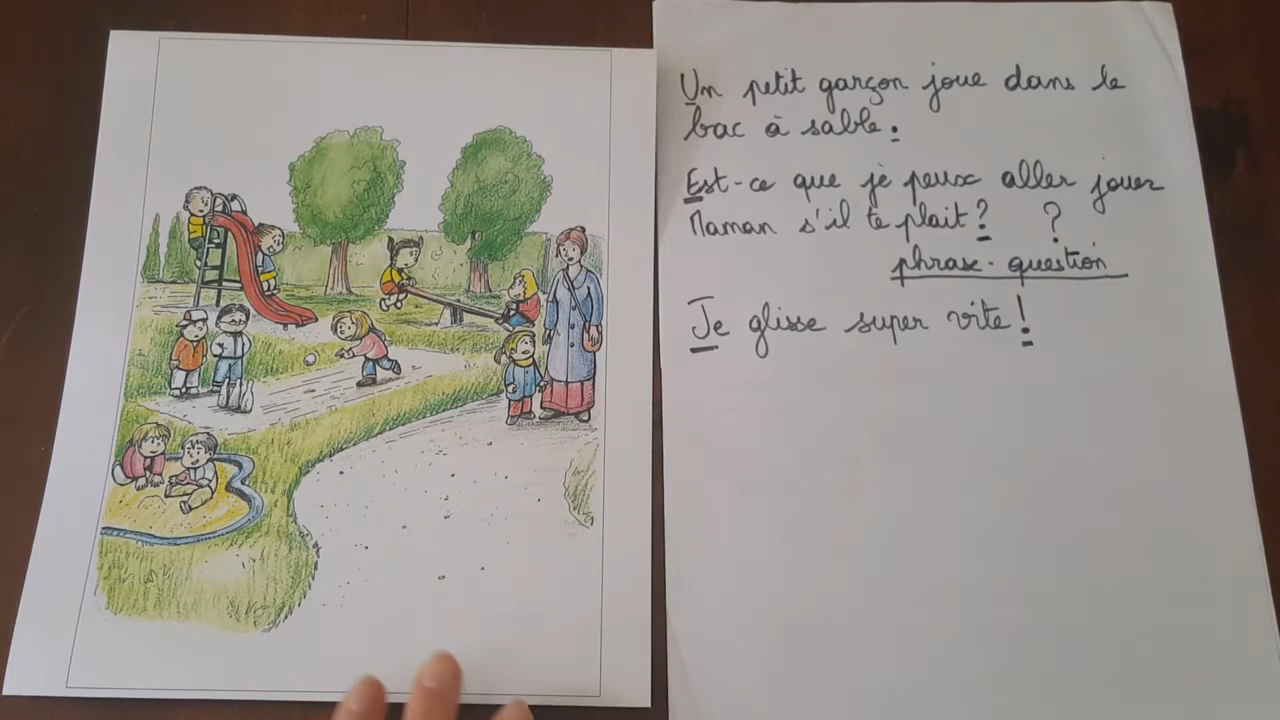 Un petit garçon joue dans le
bac à sable.
Est-ce que je peux aller jouer
Maman s'il te plait? ?
phrase-question
Je glisse super vite!